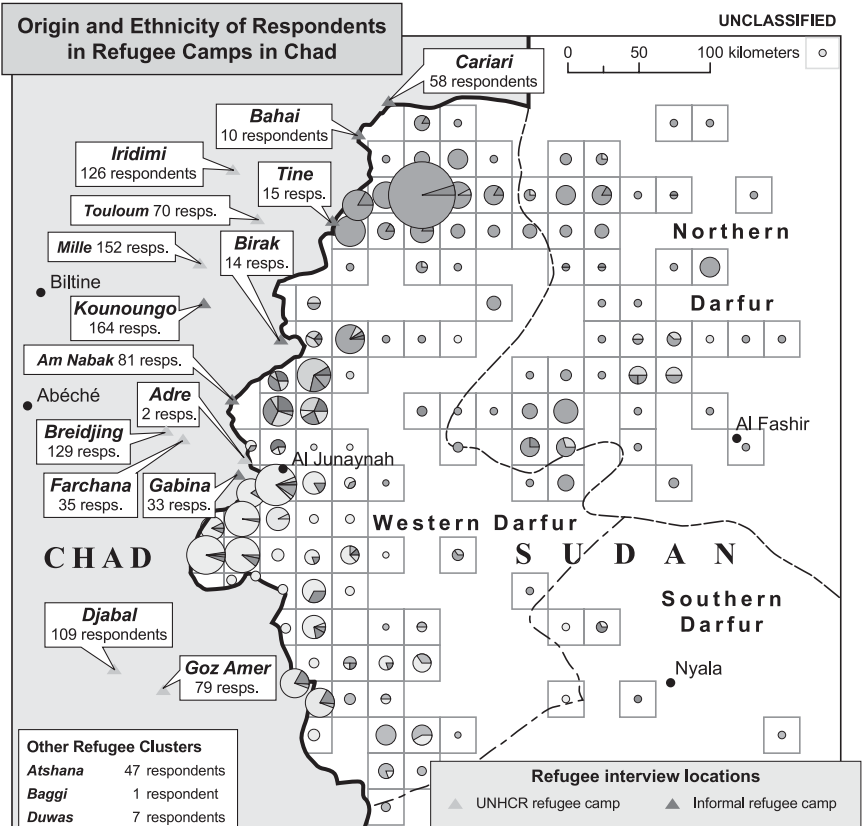 Origin and Ethnicity of Respondents
in Refugee Camps in Chad
UNCLASSIFIED
0 50 100 kilometers
Cariari
58 respondents
Bahai
10 respondents
Iridimi
126 respondents
Tine
15 resps.
Touloum 70 resps.
Mille 152 resps.
Birak
14 resps.
Northern
Darfur
Biltine
Kounoungo
164 resps.
Am Nabak 81 resps.
Abéché
Adre
2 resps.
Breidjing
129 resps.
Al Fashir
Al Junaynah
Farchana
35 resps.
Gabina
33 resps.
Western Darfur
CHAD
SUDAN
Southern
Darfur
Djabal
109 respondents
Goz Amer
79 resps.
Nyala
Other Refugee Clusters
Atshana 47 respondents
Baggi 1 respondent
Duwas 7 respondents
Refugee interview locations
UNHCR refugee camp
Informal refugee camp